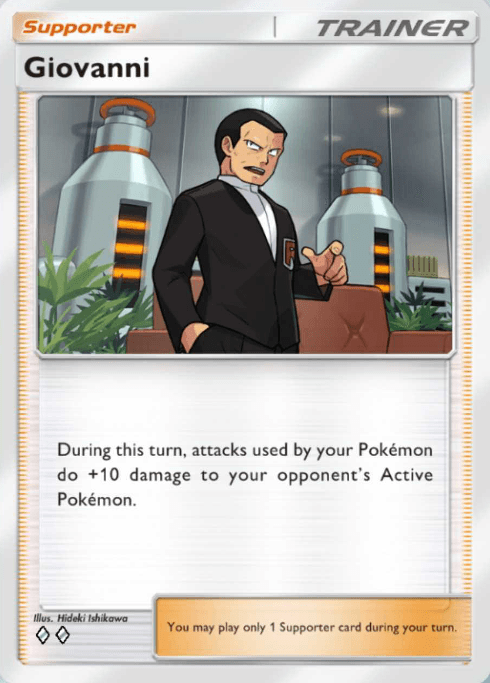 Supporter
TRAINER
Giovanni
R
During this turn, attacks used by your Pokémon
do +10 damage to your opponent's Active
Pokémon.
Illus. Hideki Ishikawa
You may play only 1 Supporter card during your turn.